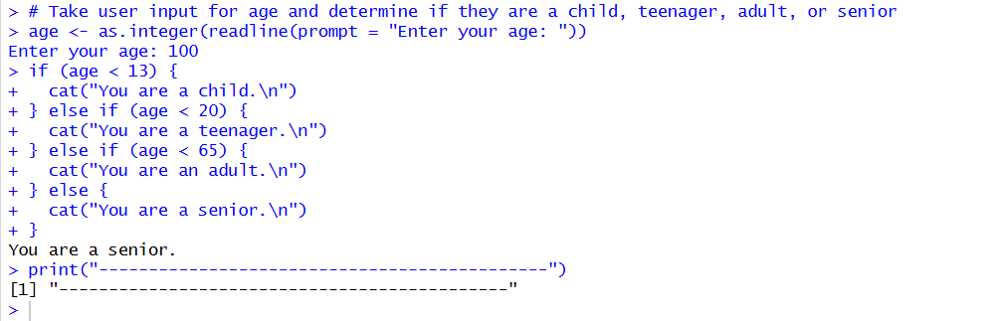 > # Take user input for age and determine if they are a child, teenager, adult, or senior
> age <- as.integer(readline(prompt = "Enter your age: "))
Enter your age: 100
> if (age < 13) {
+   cat("You are a child.\n")
+ } else if (age < 20) {
+   cat("You are a teenager.\n")
+ } else if (age < 65) {
+   cat("You are an adult.\n")
+ } else {
+   cat("You are a senior.\n")
+ }
You are a senior.
> print("---------------------------------------------")
[1] "---------------------------------------------"
>